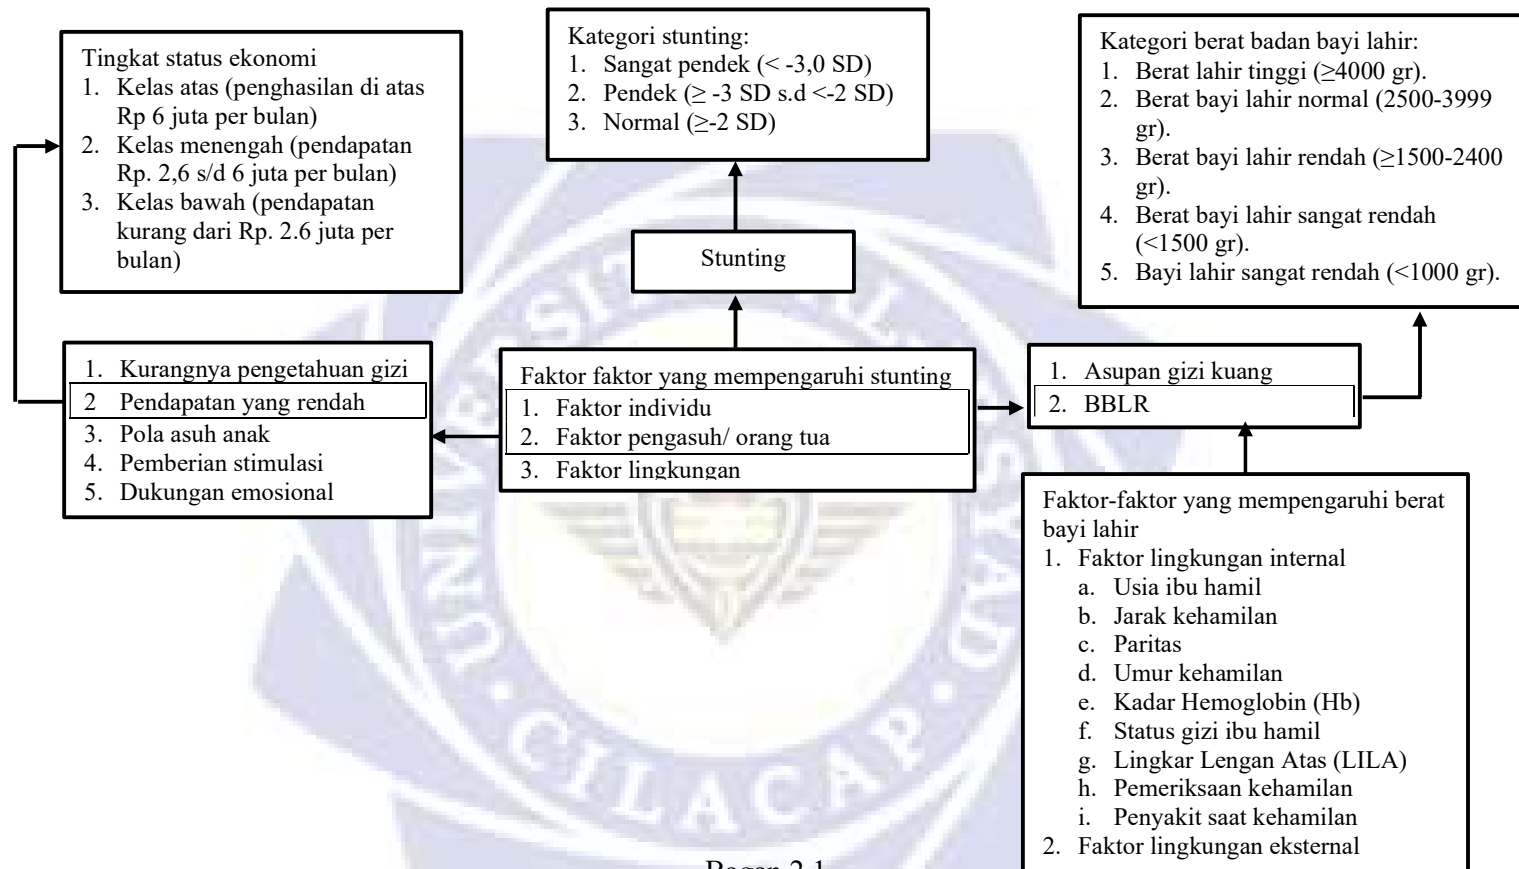 Tingkat status ekonomi
1. Kelas atas (penghasilan di atas
Rp 6 juta per bulan)
2. Kelas menengah (pendapatan
Rp. 2,6 s/d 6 juta per bulan)
3. Kelas bawah (pendapatan
kurang dari Rp. 2.6 juta per
bulan)
Kategori stunting:
1. Sangat pendek (< -3,0 SD)
2. Pendek (≥ -3 SD s.d <-2 SD)
3. Normal (≥-2 SD)
Kategori berat badan bayi lahir:
1. Berat lahir tinggi (≥4000 gr).
2. Berat bayi lahir normal (2500-3999
gr).
3. Berat bayi lahir rendah (≥1500-2400
gr).
4. Berat bayi lahir sangat rendah
(<1500 gr).
5. Bayi lahir sangat rendah (<1000 gr).
Stunting
1. Kurangnya pengetahuan gizi
2 Pendapatan yang rendah
3. Pola asuh anak
4. Pemberian stimulasi
5. Dukungan emosional
Faktor faktor yang mempengaruhi stunting
1. Faktor individu
2. Faktor pengasuh/ orang tua
3. Faktor lingkungan
1. Asupan gizi kuang
2. BBLR
Faktor-faktor yang mempengaruhi berat
bayi lahir
1. Faktor lingkungan internal
a. Usia ibu hamil
b. Jarak kehamilan
c. Paritas
d. Umur kehamilan
e. Kadar Hemoglobin (Hb)
f. Status gizi ibu hamil
g. Lingkar Lengan Atas (LILA)
h. Pemeriksaan kehamilan
i. Penyakit saat kehamilan
2. Faktor lingkungan eksternal
Bagan 2.1
CILACAP